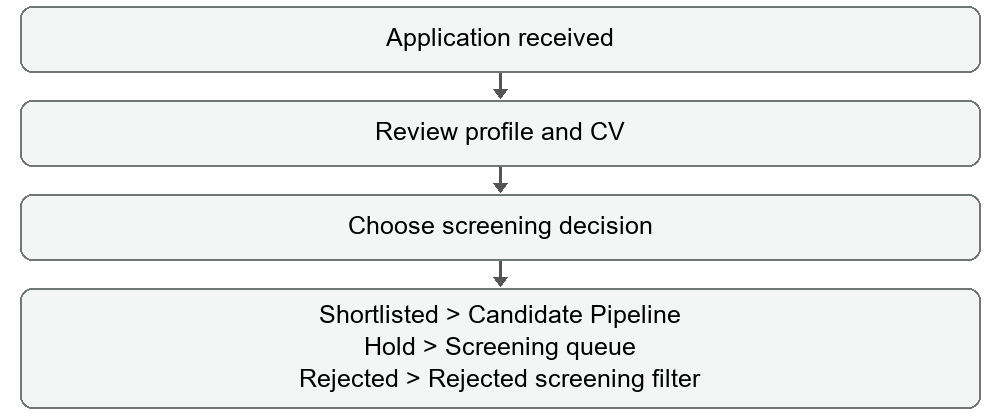 Application received
Review profile and CV
Choose screening decision
Shortlisted > Candidate Pipeline
Hold > Screening queue
Rejected > Rejected screening filter